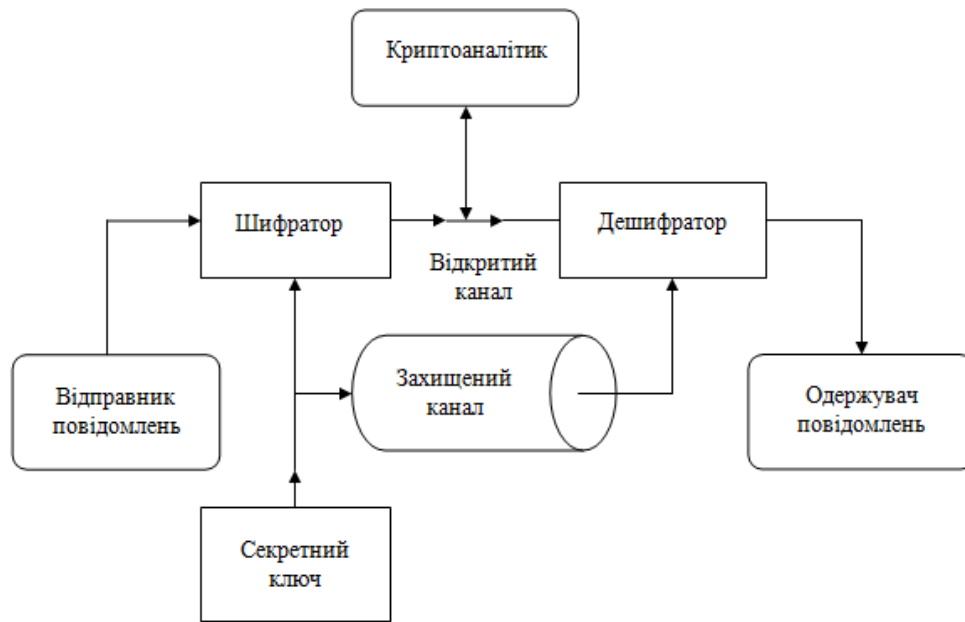 Криптоаналітик
Шифратор
Дешифратор
Відкритий
канал
Відправник
повідомлень
Захищений
канал
Одержувач
повідомлень
Секретний
ключ